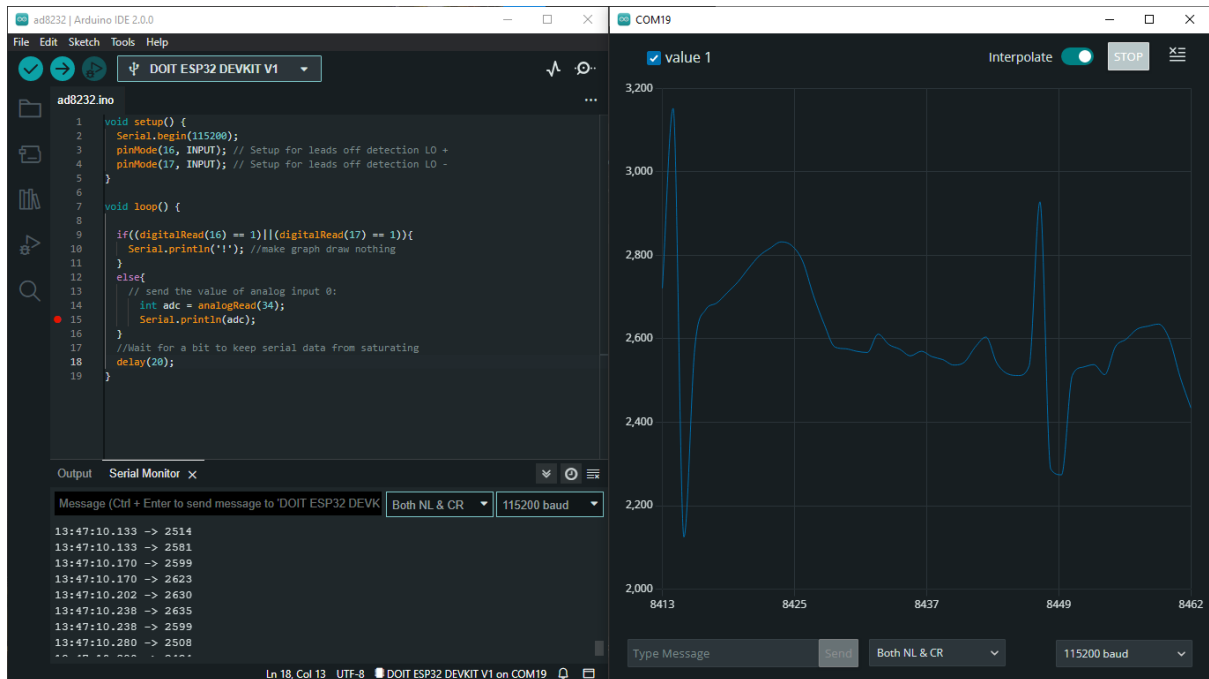 ad8232 | Arduino IDE 2.0.0
File Edit Sketch Tools Help
DOIT ESP32 DEVKIT V1
ad8232.ino
1 void setup() {
2 Serial.begin(115200);
3 pinMode(16, INPUT); // Setup for leads off detection LO +
4 pinMode(17, INPUT); // Setup for leads off detection LO -
5 }
6
7 void loop() {
8
9 if((digitalRead(16) == 1)||(digitalRead(17) == 1)){
10 Serial.println('!'); //make graph draw nothing
11 }
12 else{
13 // send the value of analog input 0:
14 int adc = analogRead(34);
15 Serial.println(adc);
16 }
17 //Wait for a bit to keep serial data from saturating
18 delay(20);
19 }
Output Serial Monitor
Message (Ctrl + Enter to send message to 'DOIT ESP32 DEVK Both NL & CR 115200 baud
13:47:10.133 -> 2514
13:47:10.133 -> 2581
13:47:10.170 -> 2599
13:47:10.170 -> 2623
13:47:10.202 -> 2630
13:47:10.238 -> 2635
13:47:10.238 -> 2599
13:47:10.280 -> 2508
Ln 18, Col 13 UTF-8 DOIT ESP32 DEVKIT V1 on COM19
COM19
value 1 Interpolate STOP
3,200
3,000
2,800
2,600
2,400
2,200
2,000
8413 8425 8437 8449 8462
Type Message Send Both NL & CR 115200 baud